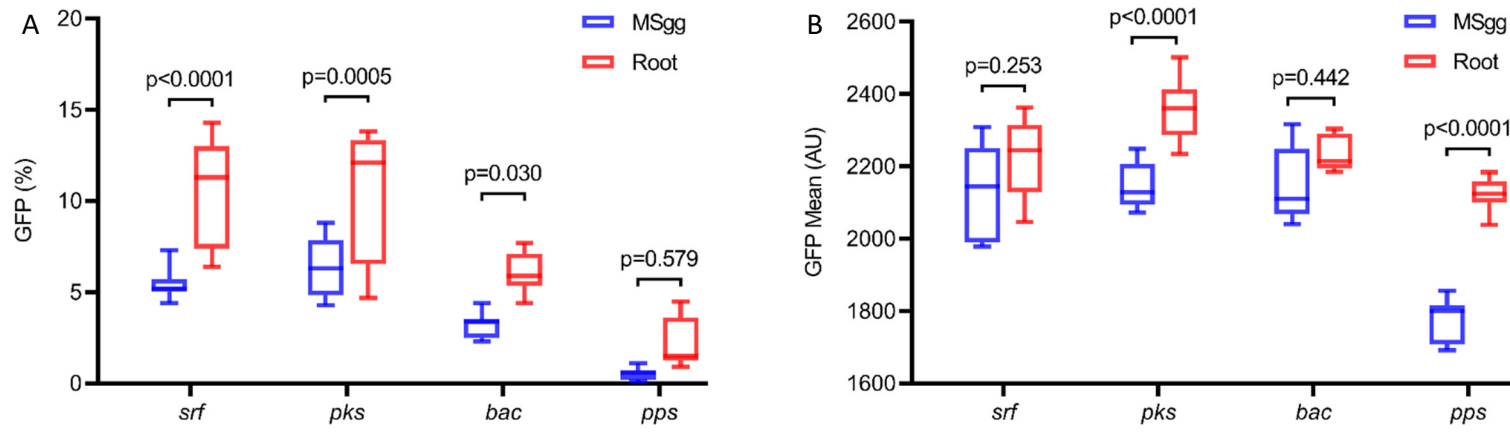 A
GFP (%)
20
15
10
5
0
p<0.0001
p=0.0005
p=0.030
p=0.579
MSgg
Root
srf
pks
bac
pps
B
GFP Mean (AU)
2600
2400
2200
2000
1800
1600
p=0.253
p<0.0001
p=0.442
p<0.0001
MSgg
Root
srf
pks
bac
pps